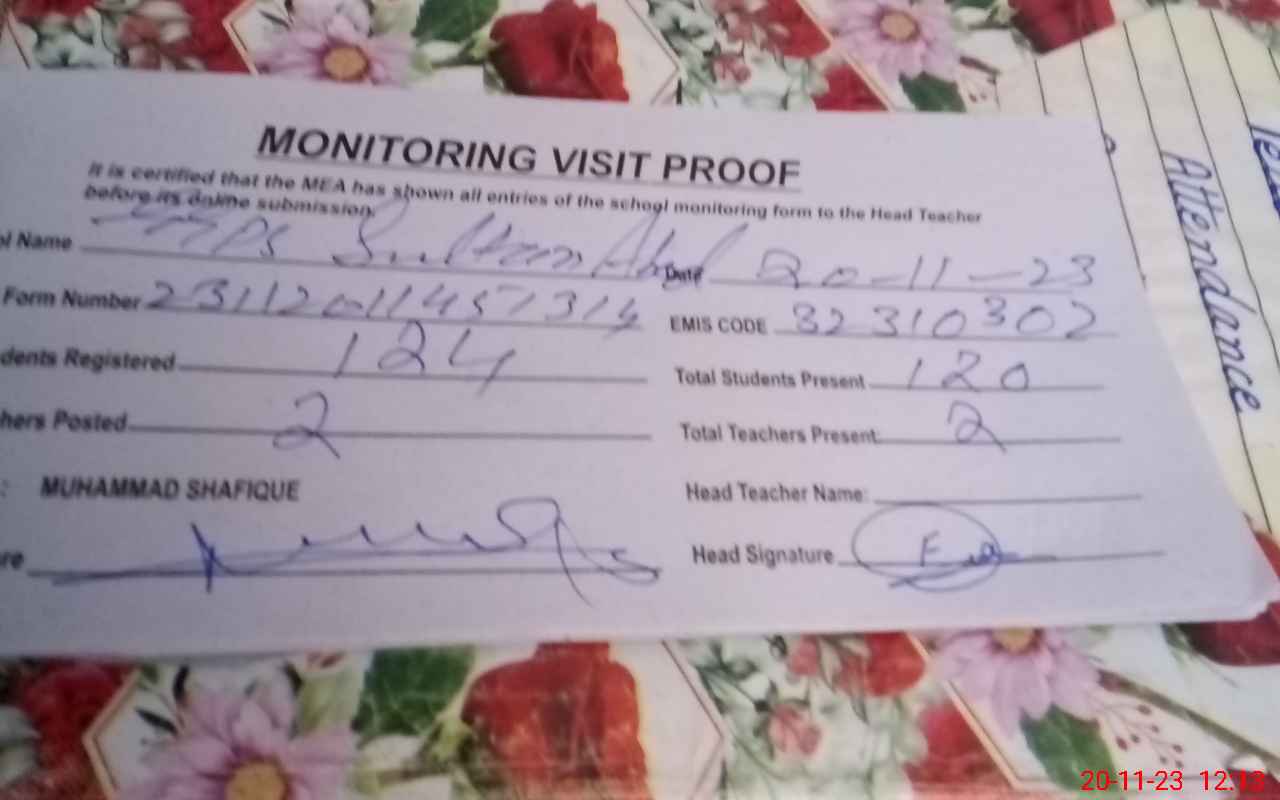 MONITORING VISIT PROOF
It is certified that the MEA has shown all entries of the school monitoring form to the Head Teacher
before its online submission.
ol Name Sultan Abad Date 20-11-23
Form Number 23112011457314 EMIS CODE 32310302
dents Registered 124 Total Students Present 120
hers Posted 2 Total Teachers Present: 2
: MUHAMMAD SHAFIQUE Head Teacher Name:
re Head Signature
Attendance
20-11-23 12.13